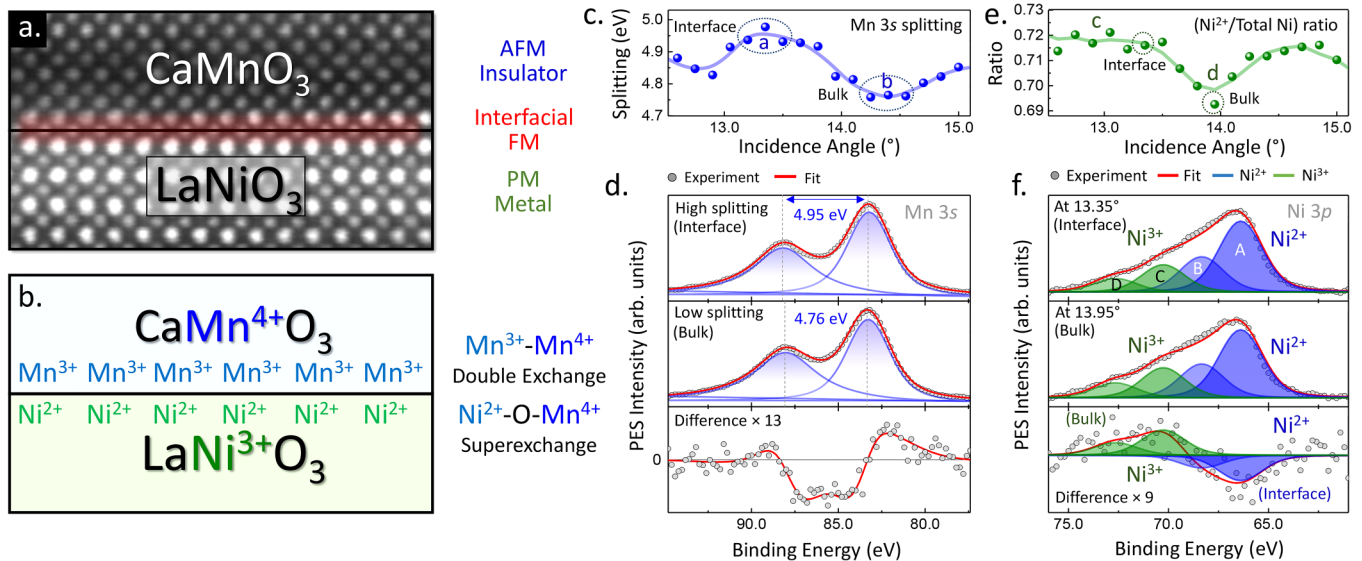 a.
CaMnO₃
LaNiO₃
AFM
Insulator
Interfacial
FM
PM
Metal
b.
CaMn⁴⁺O₃
Mn³⁺ Mn³⁺ Mn³⁺ Mn³⁺ Mn³⁺ Mn³⁺
Ni²⁺ Ni²⁺ Ni²⁺ Ni²⁺ Ni²⁺ Ni²⁺
LaNi³⁺O₃
Mn³⁺-Mn⁴⁺
Double Exchange
Ni²⁺-O-Mn⁴⁺
Superexchange
c.
Splitting (eV)
5.0
4.9
4.8
4.7
Interface
a
Mn 3s splitting
b
Bulk
13.0 14.0 15.0
Incidence Angle (°)
d.
Experiment Fit
PES Intensity (arb. units)
High splitting
(Interface)
4.95 eV
Mn 3s
Low splitting
(Bulk)
4.76 eV
Difference × 13
0
90.0 85.0 80.0
Binding Energy (eV)
e.
Ratio
0.73
0.72
0.71
0.70
0.69
c
(Ni²⁺/Total Ni) ratio
Interface
d
Bulk
13.0 14.0 15.0
Incidence Angle (°)
f.
Experiment Fit Ni²⁺ Ni³⁺
PES Intensity (arb. units)
At 13.35°
(Interface)
Ni 3p
Ni³⁺
Ni²⁺
A
B
C
D
At 13.95°
(Bulk)
Ni³⁺
Ni²⁺
(Bulk)
Ni²⁺
Ni³⁺
(Interface)
Difference × 9
75.0 70.0 65.0
Binding Energy (eV)